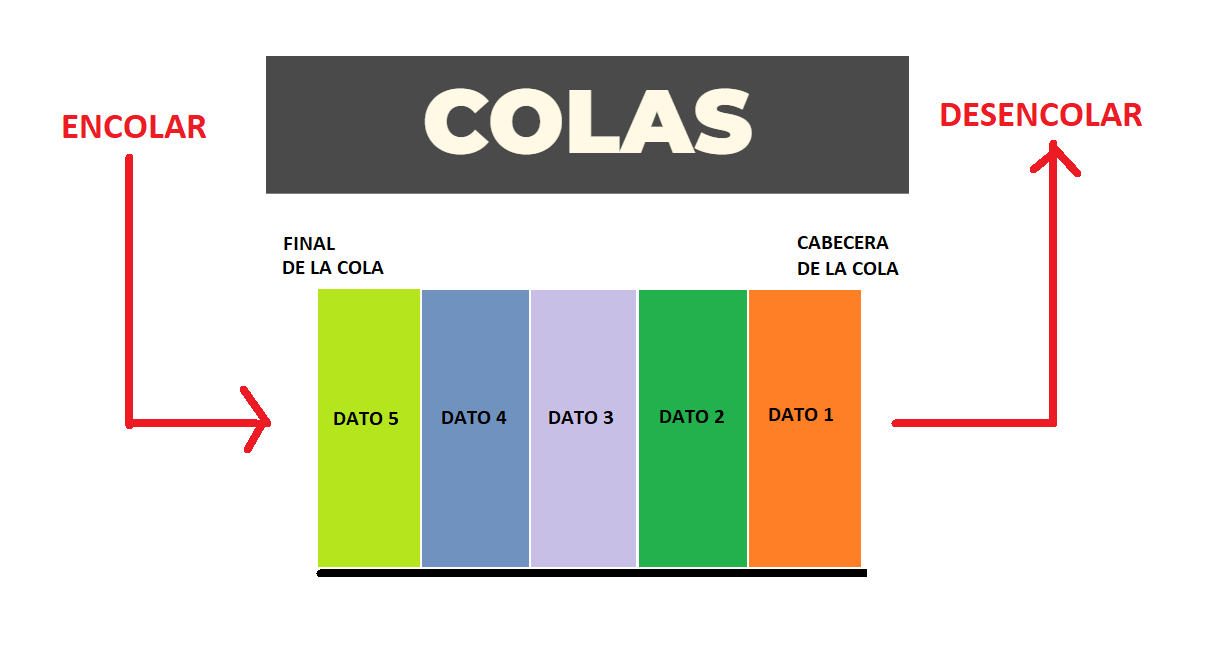 COLAS
ENCOLAR
DESENCOLAR
FINAL
DE LA COLA
CABECERA
DE LA COLA
DATO 5
DATO 4
DATO 3
DATO 2
DATO 1